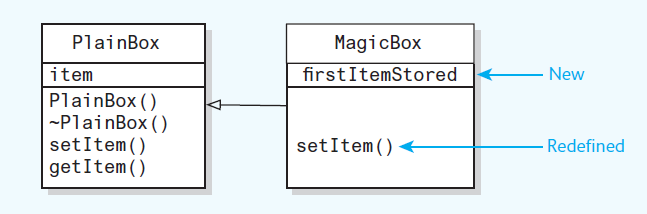 PlainBox
item
PlainBox()
~PlainBox()
setItem()
getItem()
MagicBox
firstItemStored
setItem()
New
Redefined